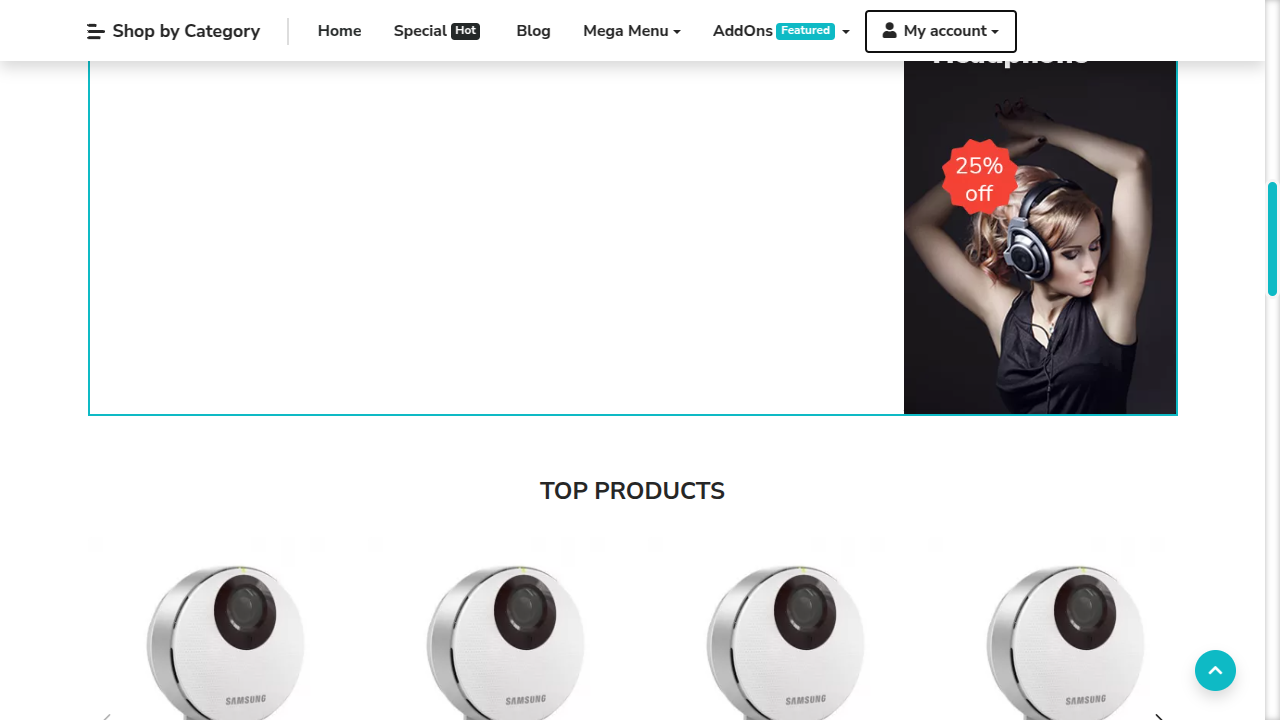 Shop by Category
Home
Special Hot
Blog
Mega Menu
AddOns Featured
My account
Headphone
25%
off
TOP PRODUCTS
SAMSUNG
SAMSUNG
SAMSUNG
SAMSUNG